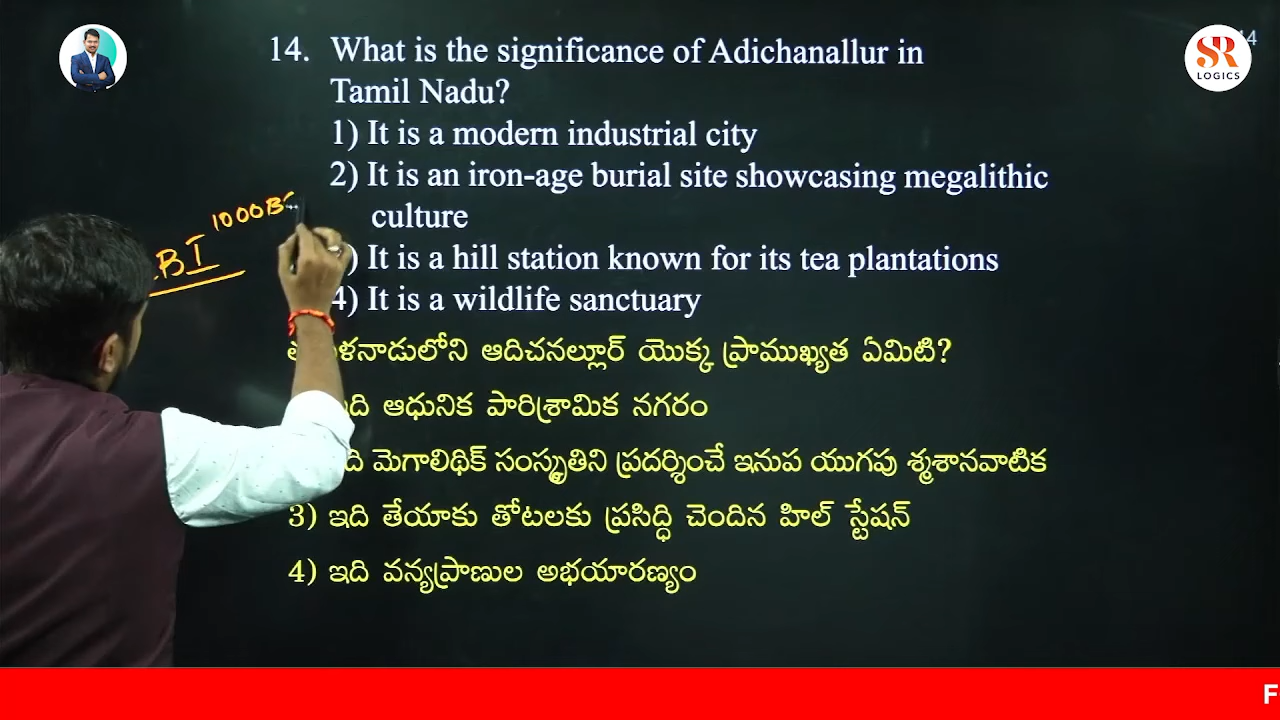 14. What is the significance of Adichanallur in
Tamil Nadu?
1) It is a modern industrial city
2) It is an iron-age burial site showcasing megalithic
culture
) It is a hill station known for its tea plantations
4) It is a wildlife sanctuary
ఆదిచనల్లూర్ యొక్క ప్రాముఖ్యత ఏమిటి?
ఆధునిక పారిశ్రామిక నగరం
మెగాలిథిక్ సంస్కృతిని ప్రదర్శించే ఇనుప యుగపు శ్మశానవాటిక
3) ఇది తేయాకు తోటలకు ప్రసిద్ధి చెందిన హిల్ స్టేషన్
4) ఇది వన్యప్రాణుల అభయారణ్యం
BI
1000B
SR
LOGICS
F